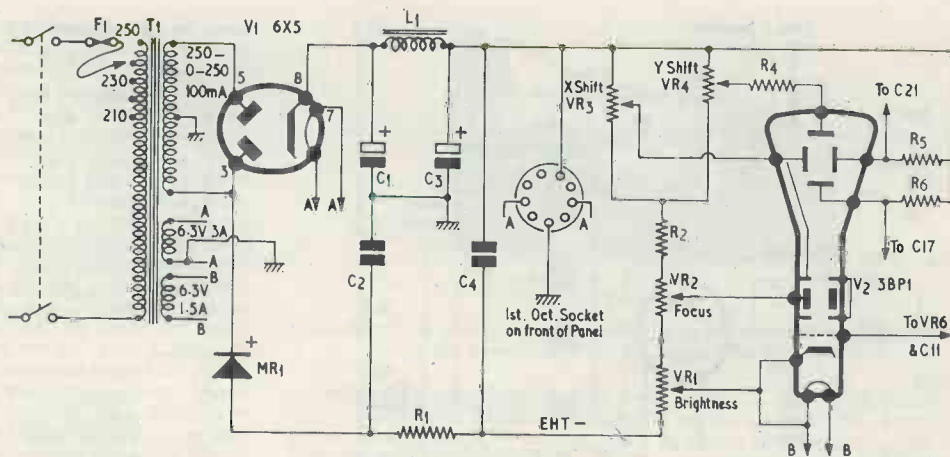 F1
250
T1
V1 6X5
L1
250-
0-250
100mA
230
210
5
8
7
3
X Shift
VR3
Y Shift
VR4
R4
To C21
R5
R6
C1
C3
A
A
A
A
To C17
A
6.3V 3A
A
B
6.3V
1.5A
B
C2
C4
1st. Oct. Socket
on front of Panel
R2
VR2
Focus
V2 3BP1
To VR6
& C11
MR1
VR1
Brightness
R1
EHT -
B
B